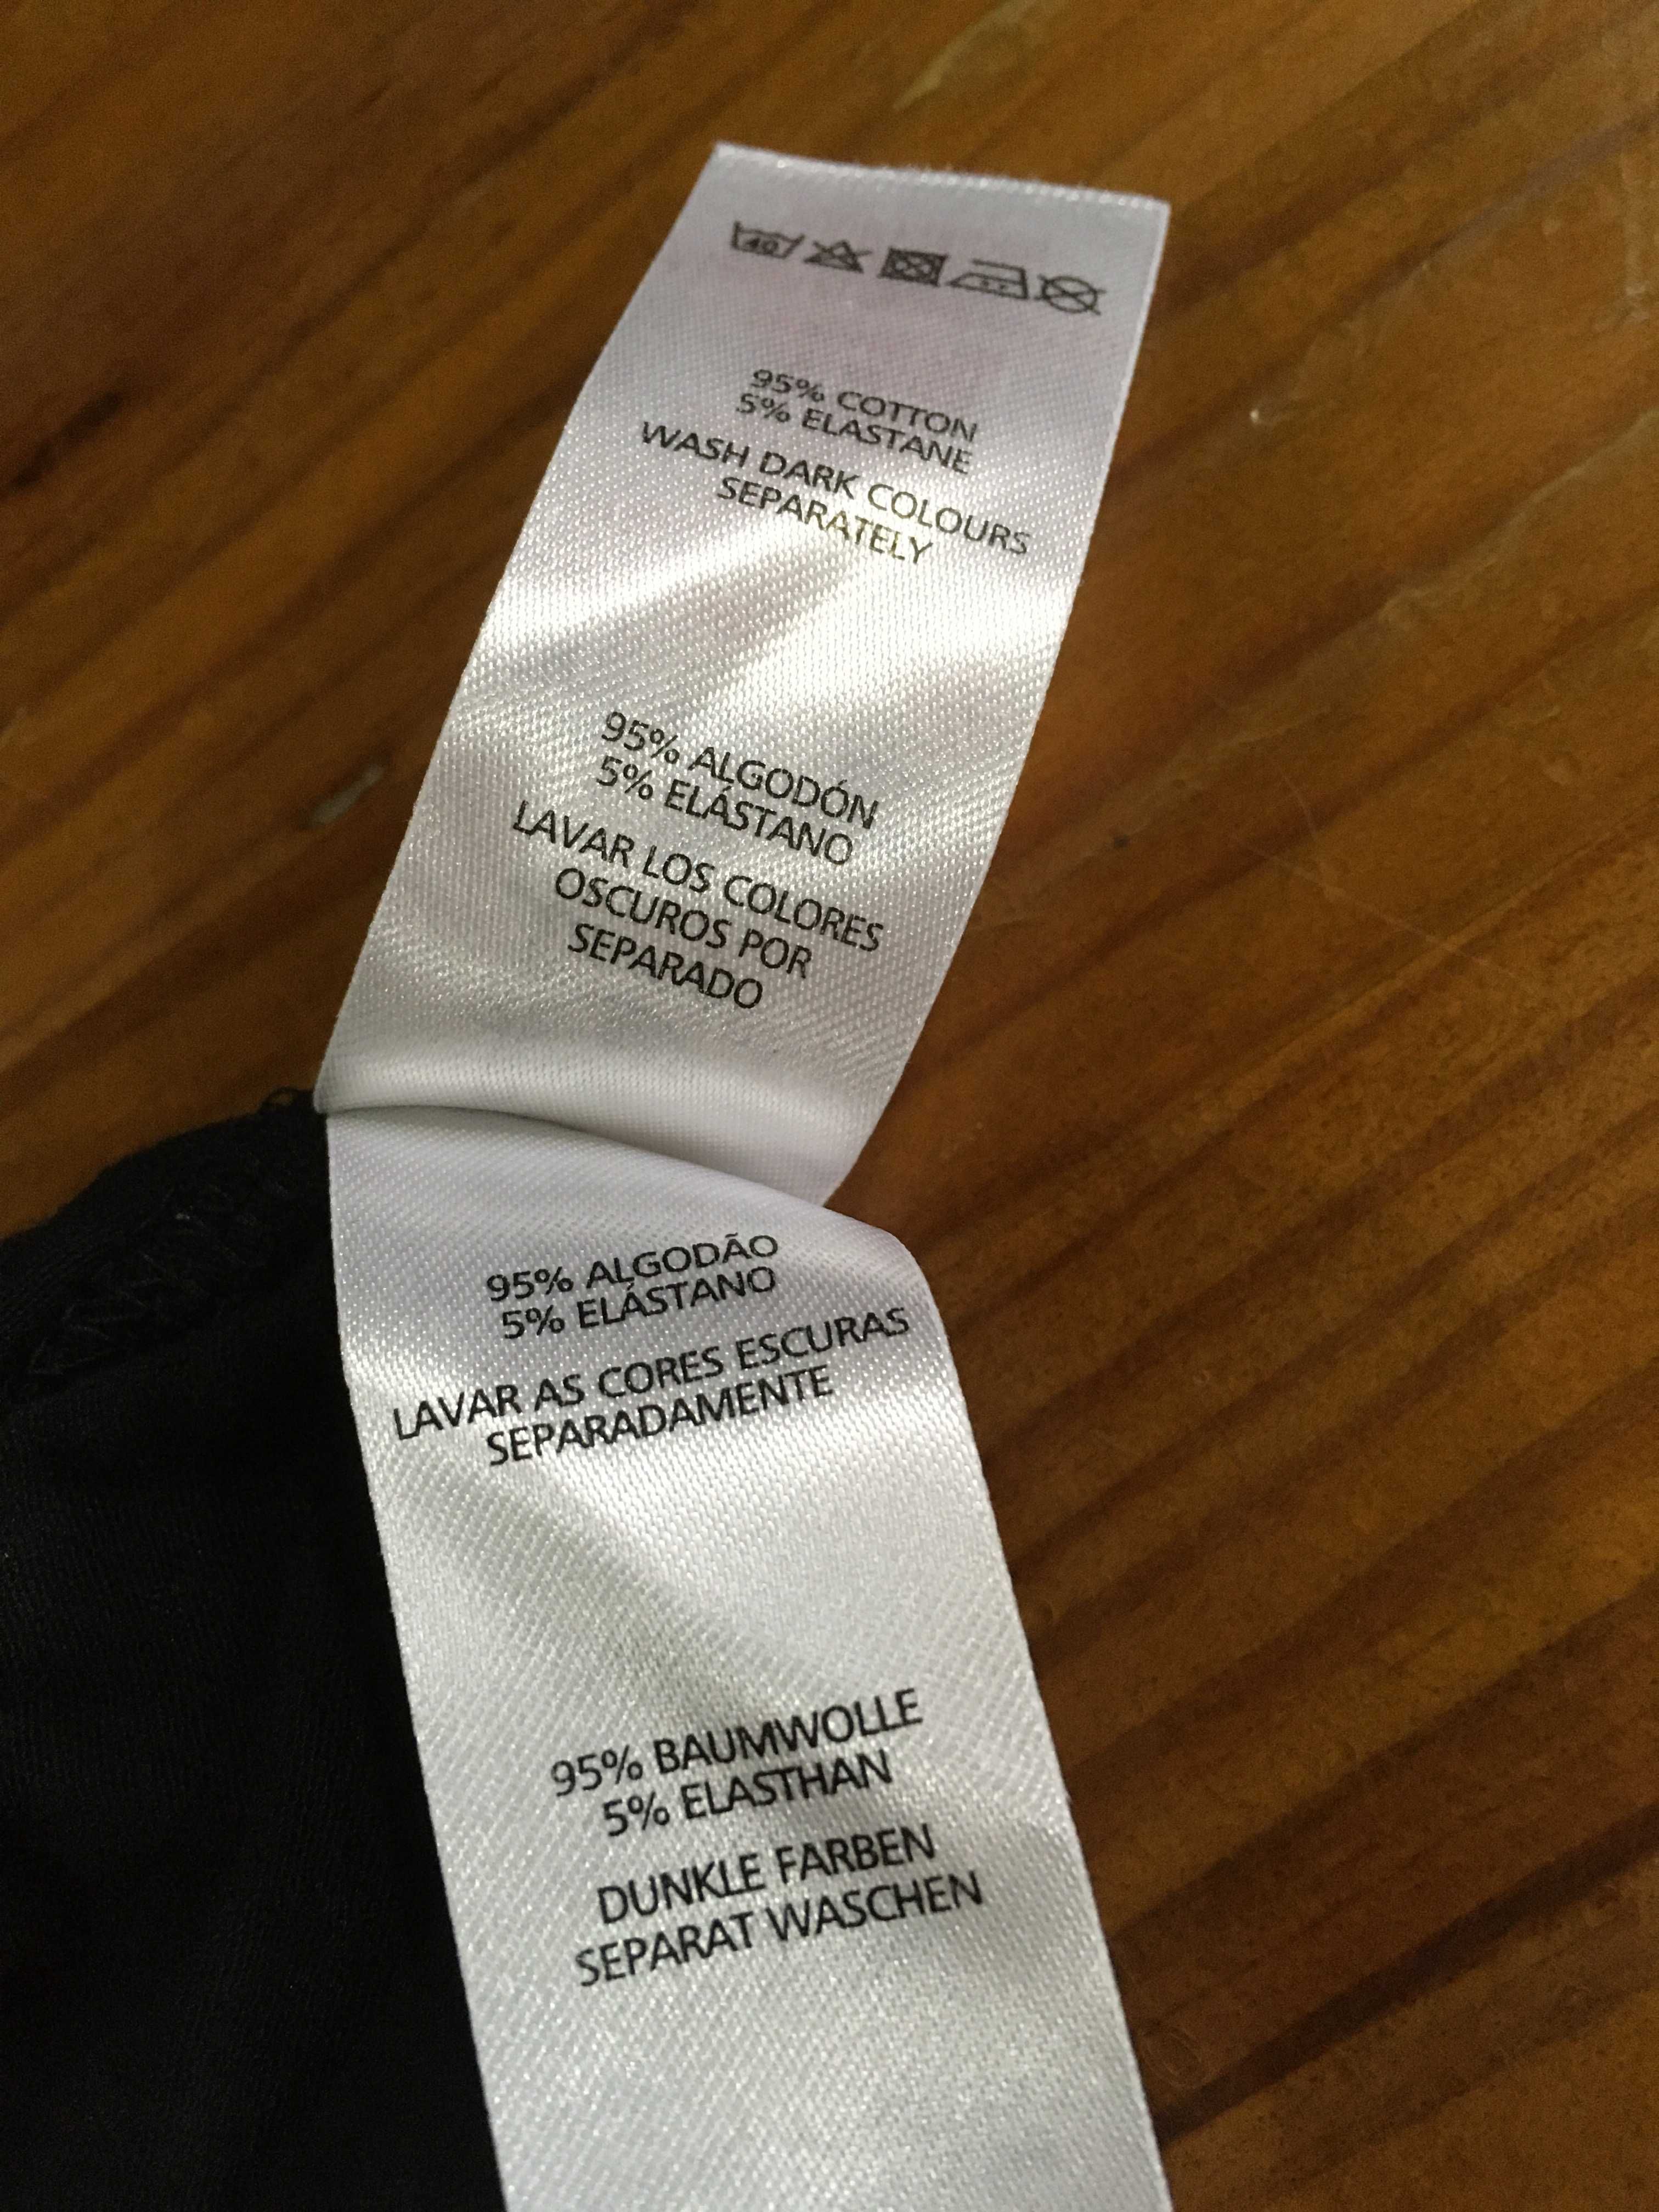 40
95% COTTON
5% ELASTANE
WASH DARK COLOURS
SEPARATELY
95% ALGODÓN
5% ELÁSTANO
LAVAR LOS COLORES
OSCUROS POR
SEPARADO
95% ALGODÃO
5% ELÁSTANO
LAVAR AS CORES ESCURAS
SEPARADAMENTE
95% BAUMWOLLE
5% ELASTHAN
DUNKLE FARBEN
SEPARAT WASCHEN